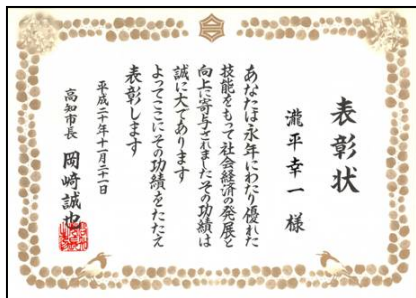 表彰状
瀧平幸一 様
あなたは永年にわたり優れた
技能をもって社会経済の発展と
向上に寄与されましたその功績は
誠に大であります
よってここにその功績をたたえ
表彰します
平成二十年十一月二十一日
高知市長 岡﨑誠也